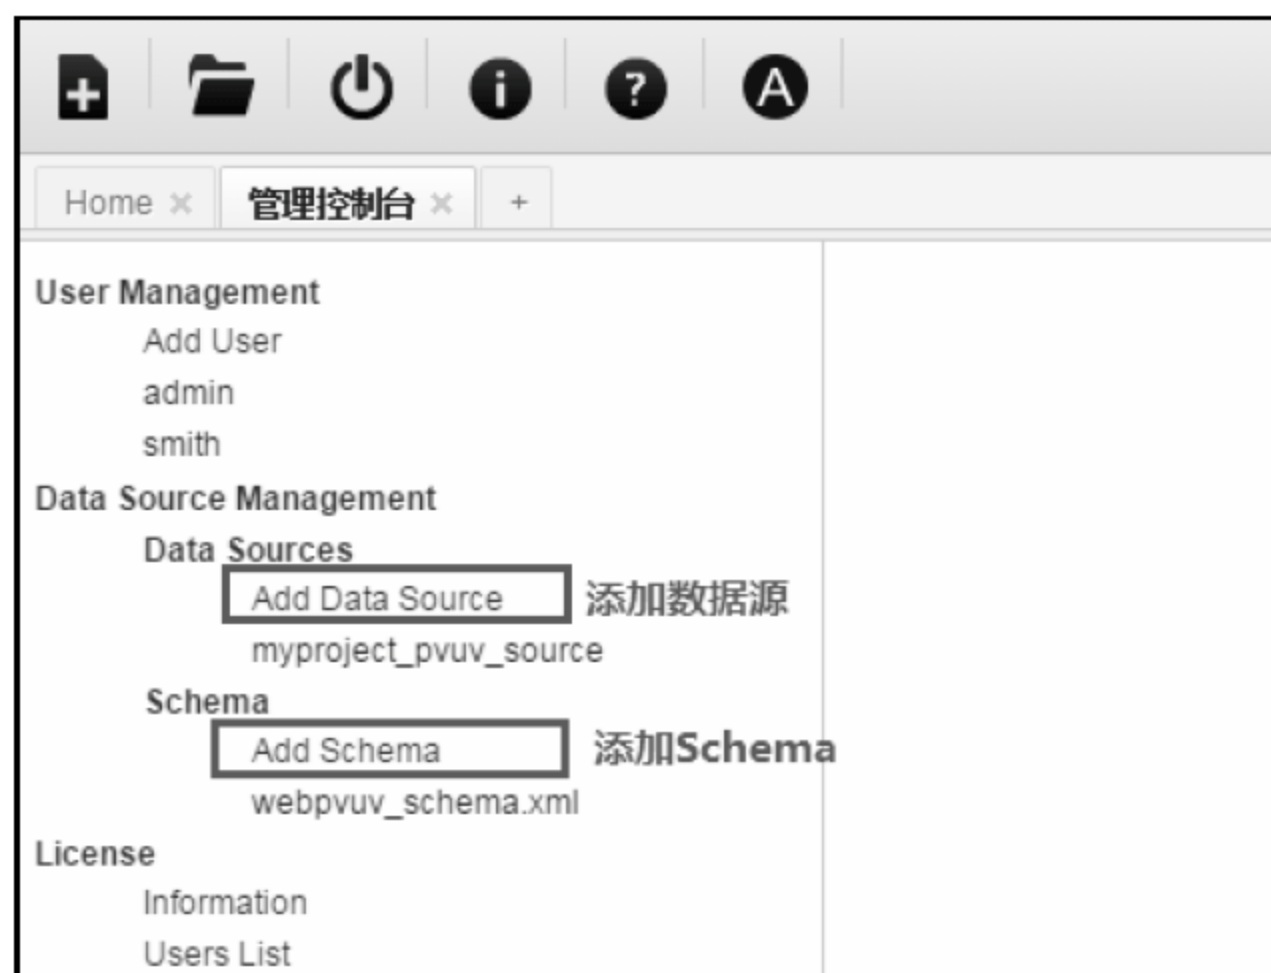 A
Home × 管理控制台 × +
User Management
Add User
admin
smith
Data Source Management
Data Sources
Add Data Source 添加数据源
myproject_pvuv_source
Schema
Add Schema 添加Schema
webpvuv_schema.xml
License
Information
Users List